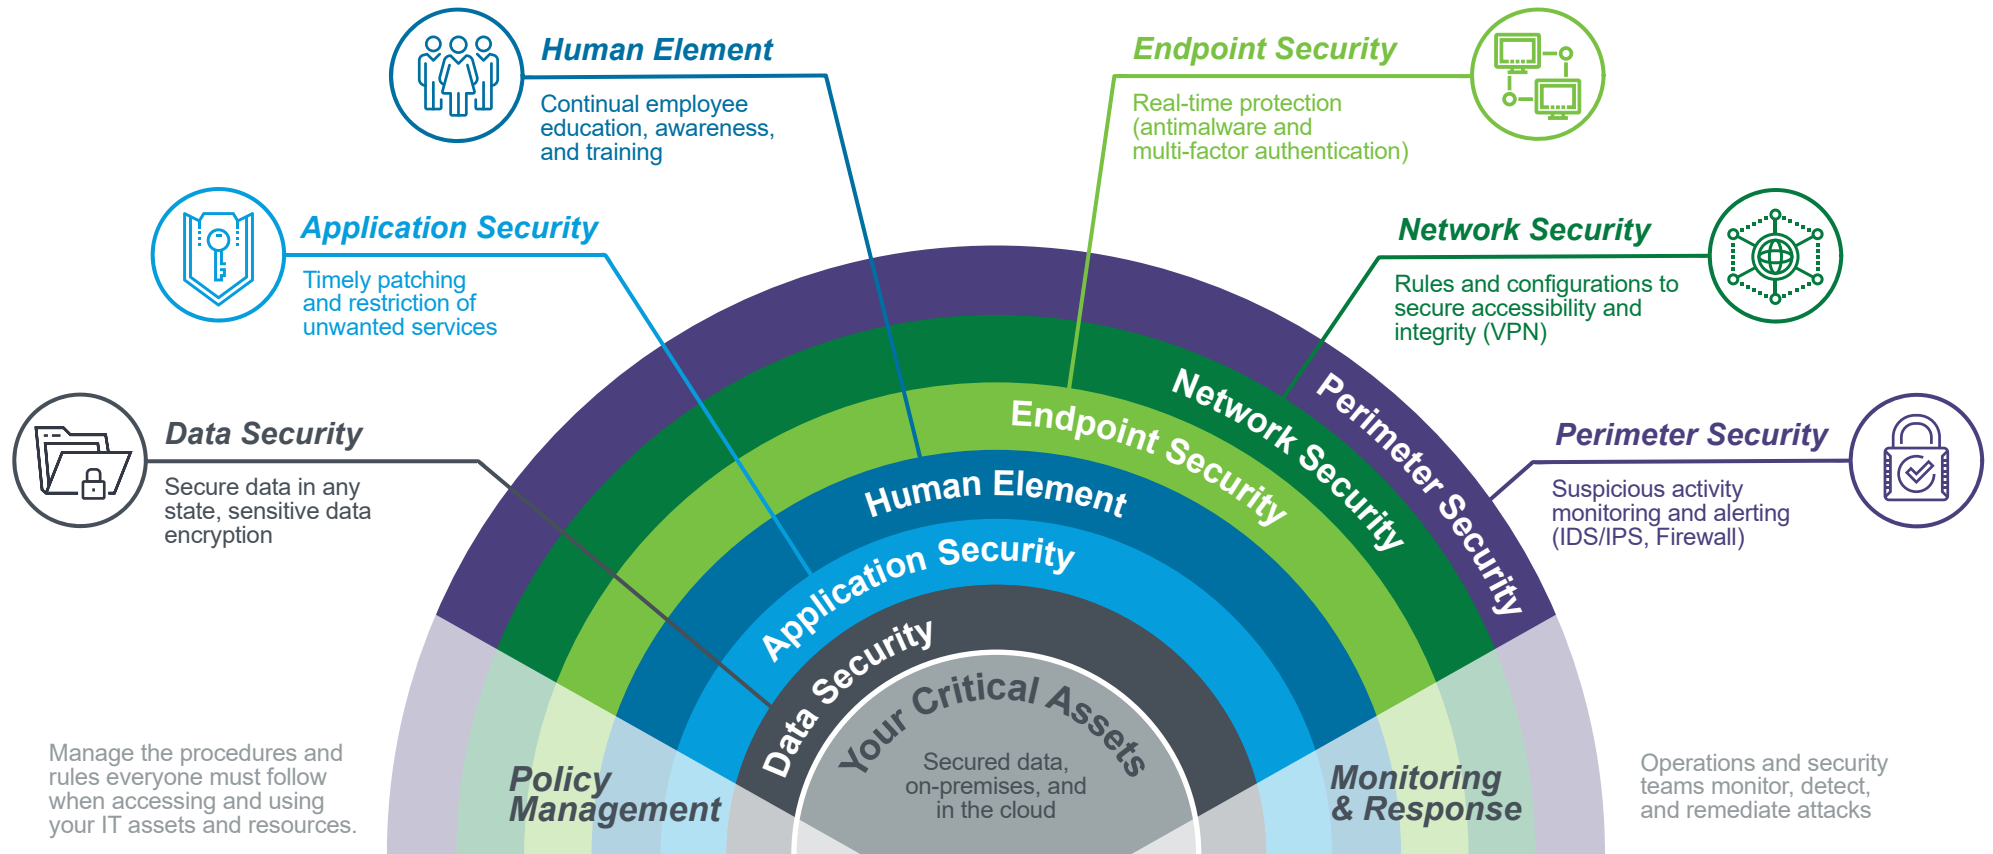 Human Element
Continual employee
education, awareness,
and training
Endpoint Security
Real-time protection
(antimalware and
multi-factor authentication)
Application Security
Timely patching
and restriction of
unwanted services
Network Security
Rules and configurations to
secure accessibility and
integrity (VPN)
Data Security
Secure data in any
state, sensitive data
encryption
Perimeter Security
Suspicious activity
monitoring and alerting
(IDS/IPS, Firewall)
Perimeter Security
Network Security
Endpoint Security
Human Element
Application Security
Data Security
Your Critical Assets
Secured data,
on-premises, and
in the cloud
Policy
Management
Manage the procedures and
rules everyone must follow
when accessing and using
your IT assets and resources.
Monitoring
& Response
Operations and security
teams monitor, detect,
and remediate attacks